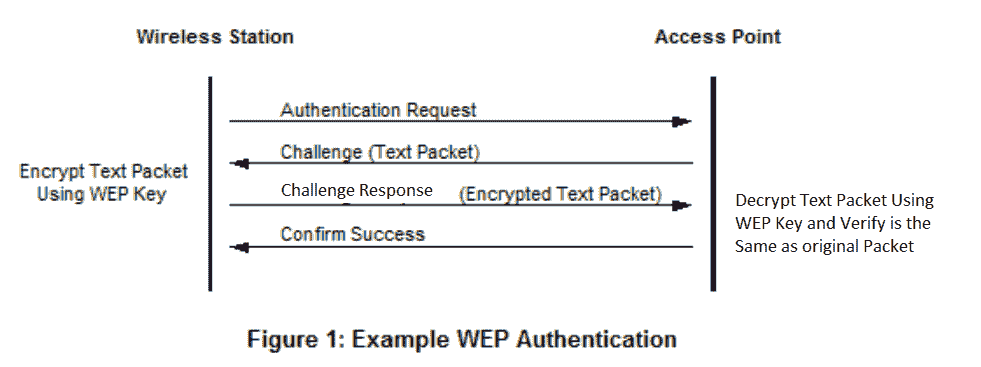 Wireless Station
Access Point
Authentication Request
Challenge (Text Packet)
Encrypt Text Packet
Using WEP Key
Challenge Response (Encrypted Text Packet)
Decrypt Text Packet Using
WEP Key and Verify is the
Same as original Packet
Confirm Success
Figure 1: Example WEP Authentication